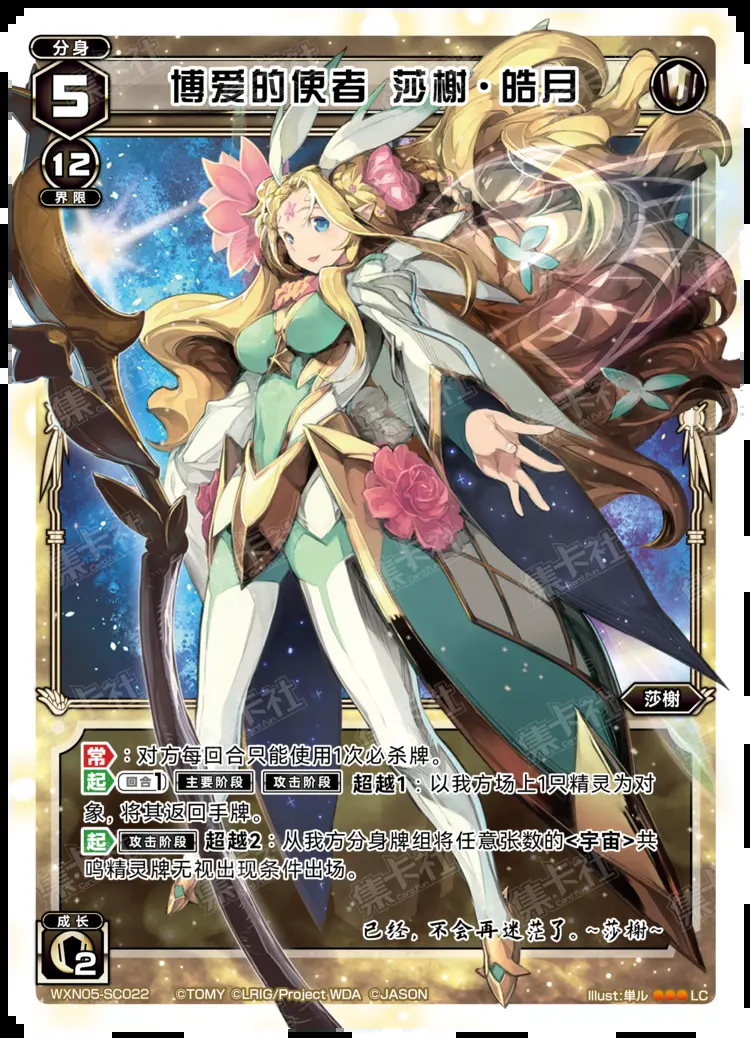 分身
5
博爱的使者 莎榭·皓月
12
界限
莎榭
常：对方每回合只能使用1次必杀牌。
起 回合1 主要阶段 攻击阶段 超越1：以我方场上1只精灵为对
象，将其返回手牌。
起 攻击阶段 超越2：从我方分身牌组将任意张数的<宇宙>共
鸣精灵牌无视出现条件出场。
已经，不会再迷茫了。~莎榭~
成长
2
WXN05-SC022 ©TOMY ©LRIG/Project WDA ©JASON
Illust:単ル LC
集卡社